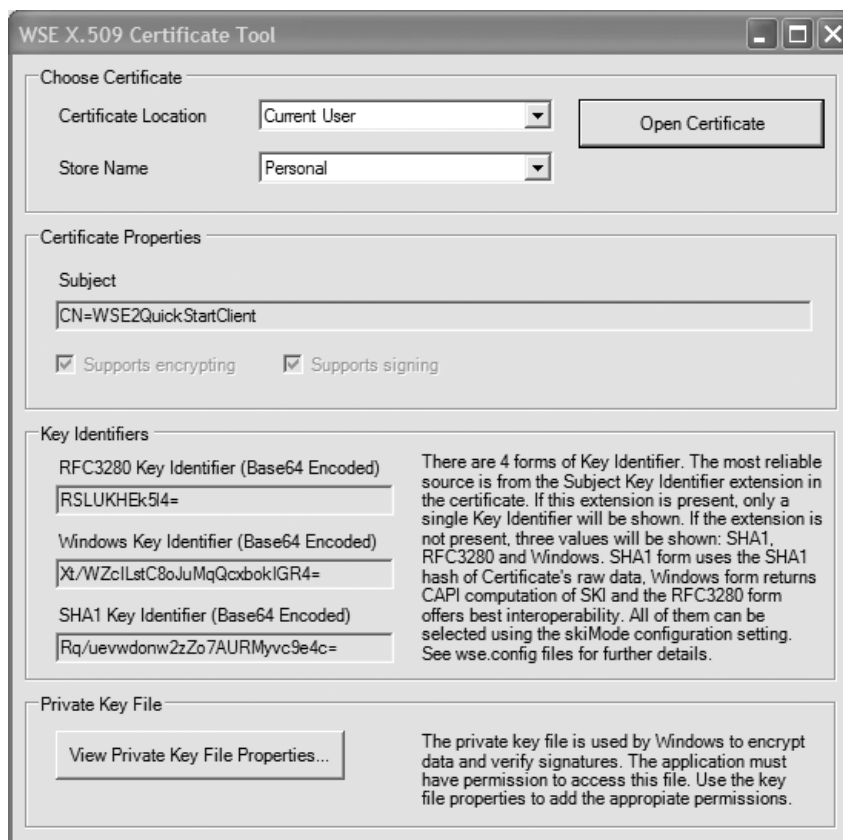 WSE X.509 Certificate Tool
Choose Certificate
Certificate Location
Current User
Open Certificate
Store Name
Personal
Certificate Properties
Subject
CN=WSE2QuickStartClient
Supports encrypting
Supports signing
Key Identifiers
RFC3280 Key Identifier (Base64 Encoded)
RSLUKHEk5l4=
Windows Key Identifier (Base64 Encoded)
Xt/WZcILstC8oJuMqQcxbokIGR4=
SHA1 Key Identifier (Base64 Encoded)
Rq/uevwdonw2zZo7AURMyvc9e4c=
There are 4 forms of Key Identifier. The most reliable
source is from the Subject Key Identifier extension in
the certificate. If this extension is present, only a
single Key Identifier will be shown. If the extension is
not present, three values will be shown: SHA1,
RFC3280 and Windows. SHA1 form uses the SHA1
hash of Certificate's raw data, Windows form returns
CAPI computation of SKI and the RFC3280 form
offers best interoperability. All of them can be
selected using the skiMode configuration setting.
See wse.config files for further details.
Private Key File
View Private Key File Properties...
The private key file is used by Windows to encrypt
data and verify signatures. The application must
have permission to access this file. Use the key
file properties to add the appropiate permissions.